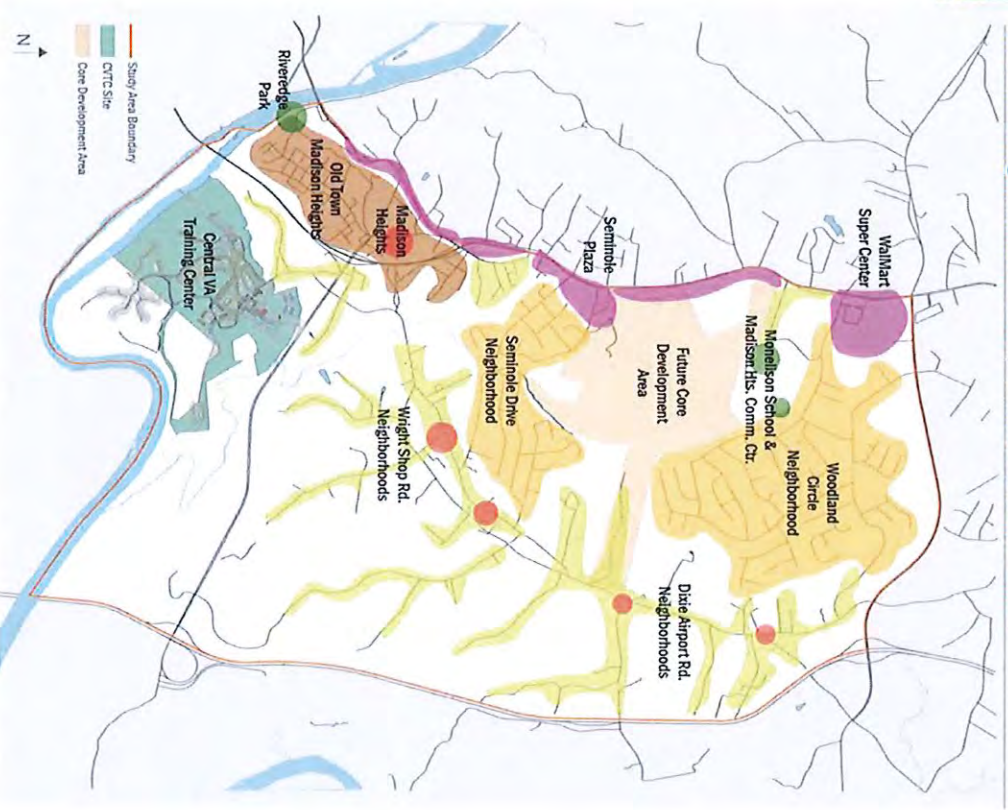 WalMart
Super Center
Seminole
Plaza
Monelison School &
Madison Hts. Comm. Ctr.
Woodland
Circle
Neighborhood
Future Core
Development
Area
Dixie Airport Rd.
Neighborhoods
Seminole Drive
Neighborhood
Wright Shop Rd.
Neighborhoods
Madison
Heights
Old Town
Madison Heights
Riveredge
Park
Central VA
Training Center
Study Area Boundary
CVTC Site
Core Development Area
N